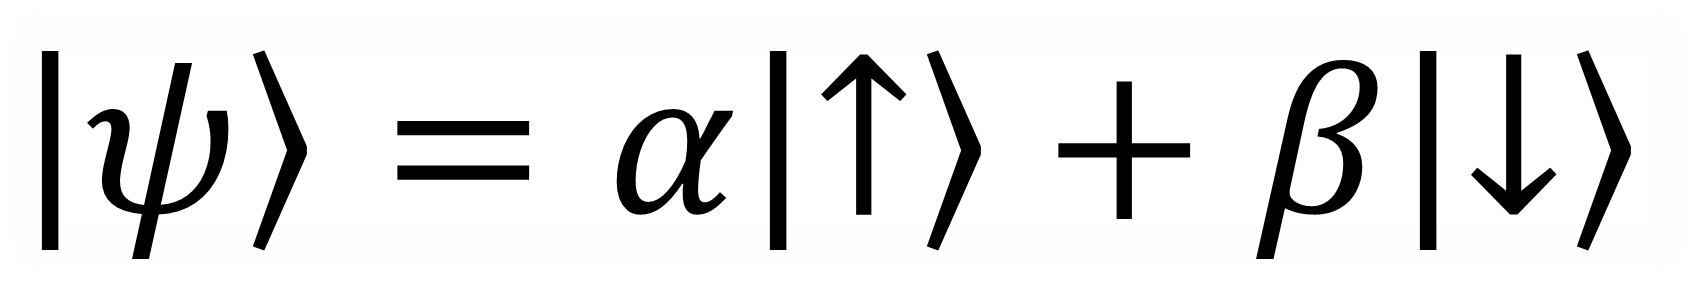 |ψ⟩ = α|↑⟩ + β|↓⟩